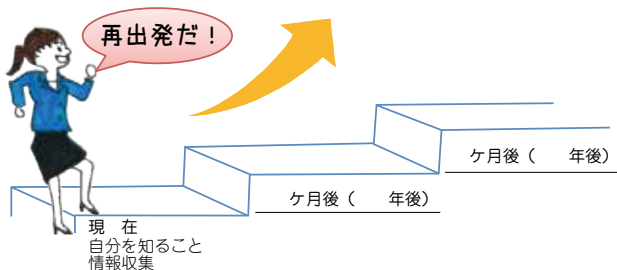 再出発だ！
ケ月後（　　年後）
ケ月後（　　年後）
現　在
自分を知ること
情報収集